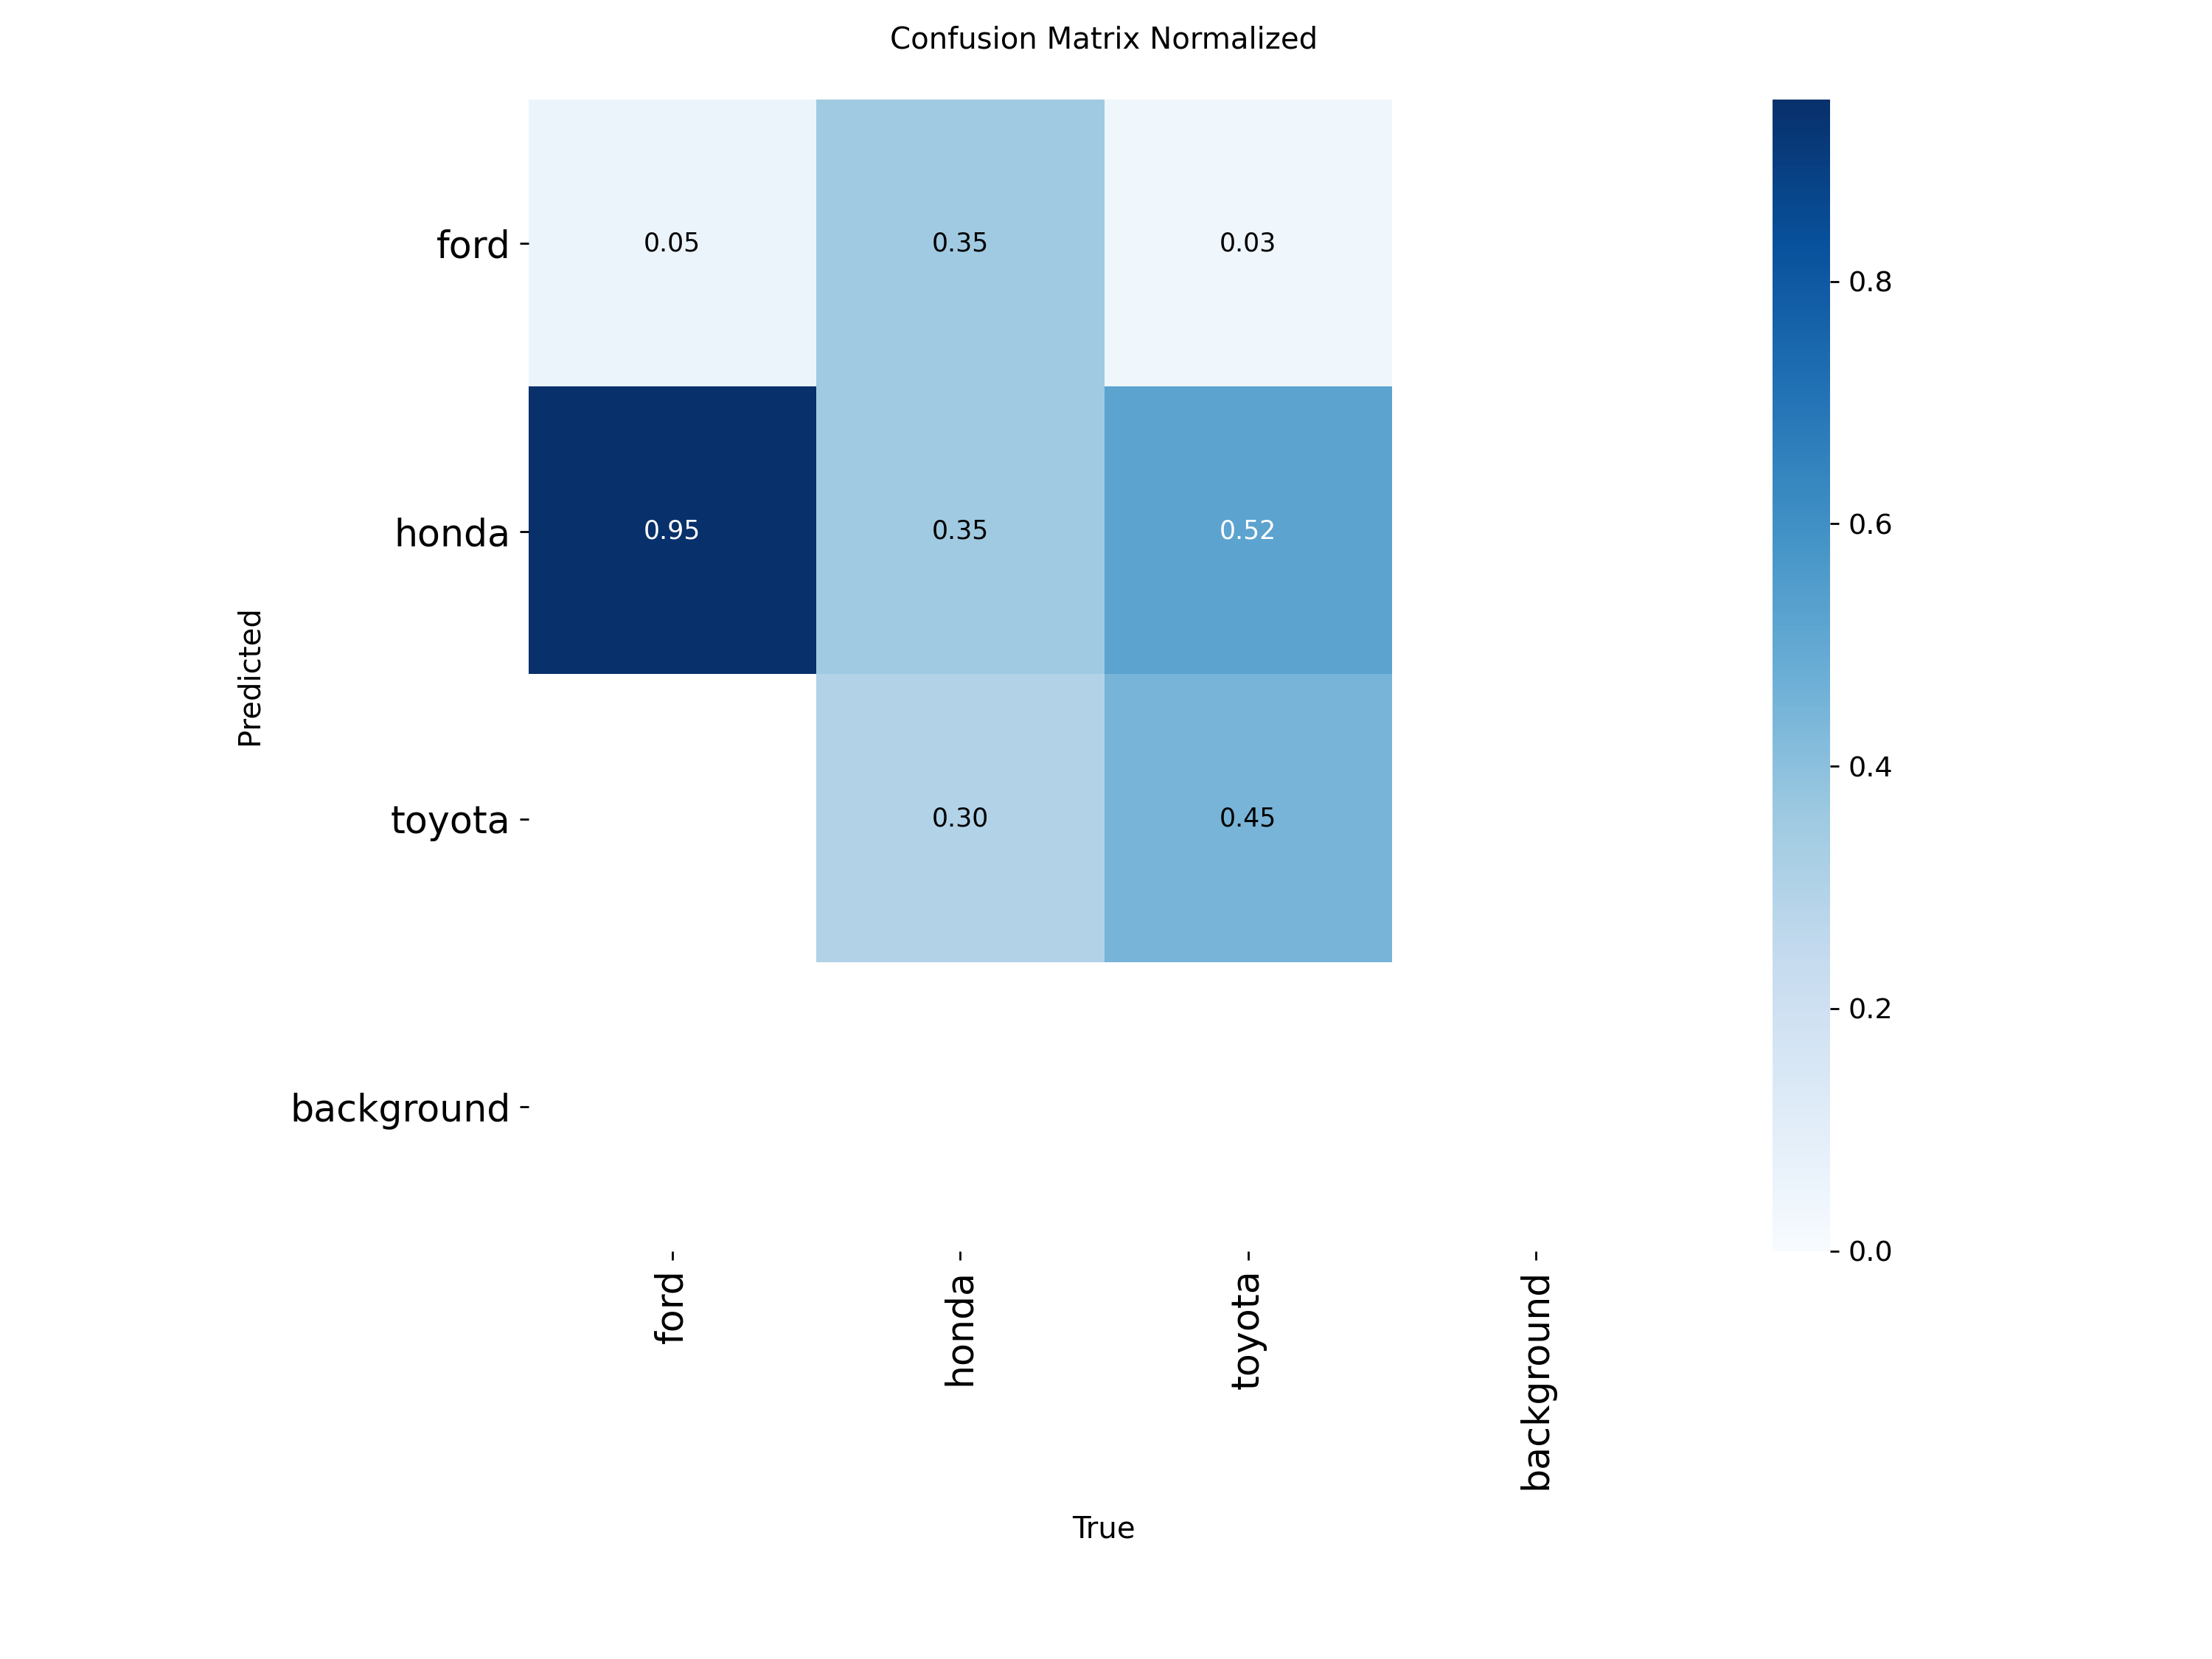 Confusion Matrix Normalized
ford
0.05
0.35
0.03
honda
0.95
0.35
0.52
toyota
0.30
0.45
background
Predicted
ford
honda
toyota
background
True
0.8
0.6
0.4
0.2
0.0